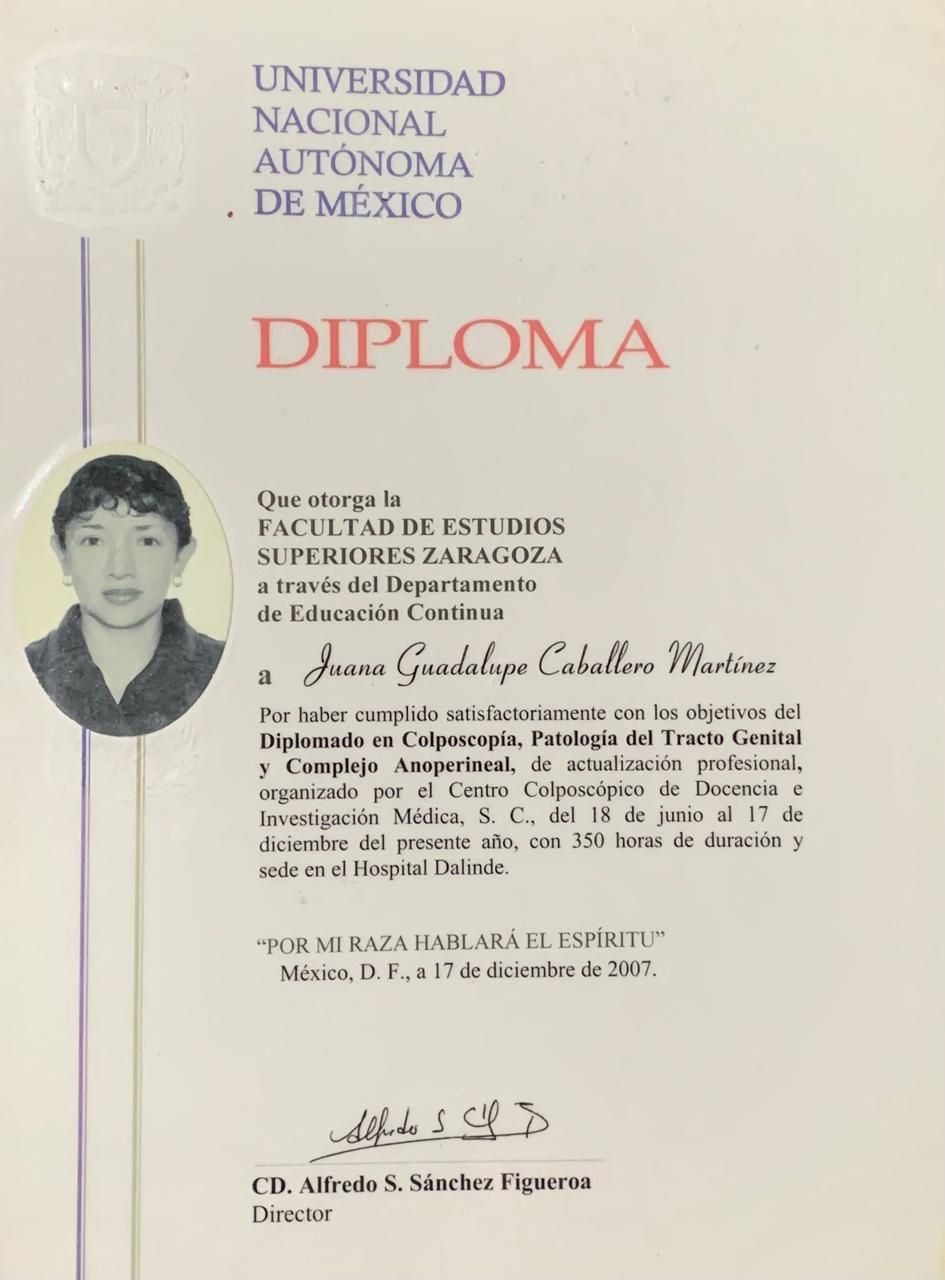 UNIVERSIDAD
NACIONAL
AUTÓNOMA
DE MÉXICO
DIPLOMA
Que otorga la
FACULTAD DE ESTUDIOS
SUPERIORES ZARAGOZA
a través del Departamento
de Educación Continua
a Juana Guadalupe Caballero Martínez
Por haber cumplido satisfactoriamente con los objetivos del
Diplomado en Colposcopía, Patología del Tracto Genital
y Complejo Anoperineal, de actualización profesional,
organizado por el Centro Colposcópico de Docencia e
Investigación Médica, S. C., del 18 de junio al 17 de
diciembre del presente año, con 350 horas de duración y
sede en el Hospital Dalinde.
“POR MI RAZA HABLARÁ EL ESPÍRITU”
México, D. F., a 17 de diciembre de 2007.
Alfredo S
CD. Alfredo S. Sánchez Figueroa
Director